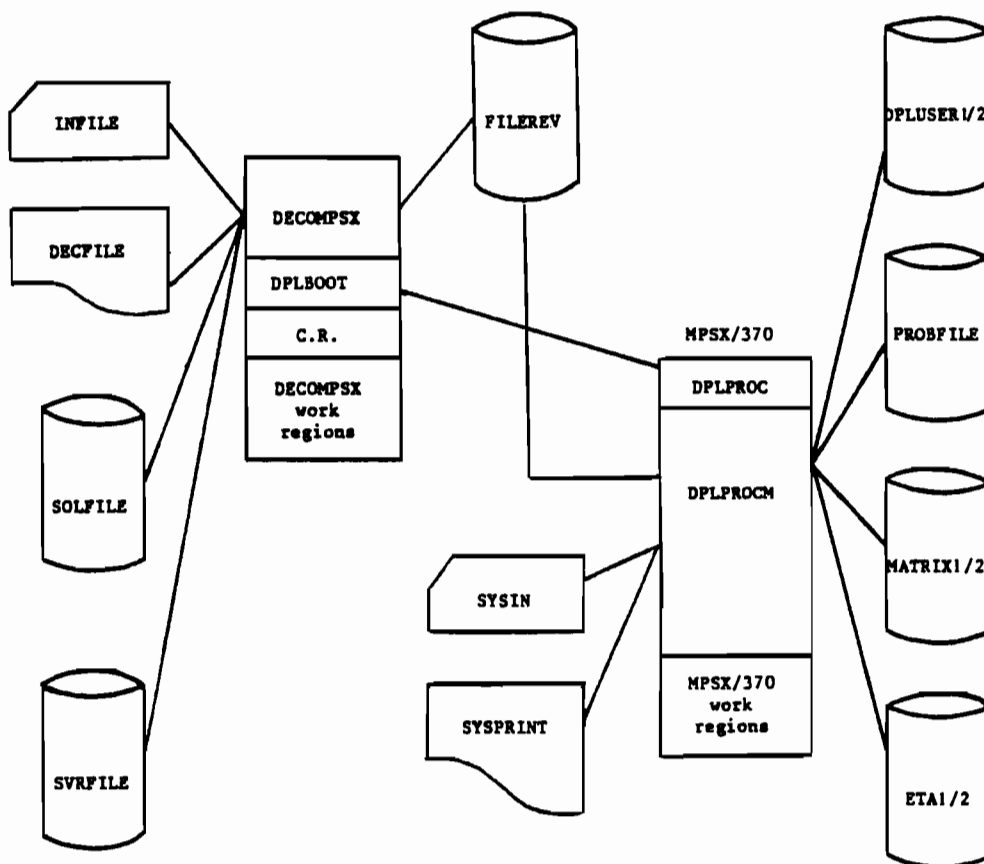 INFILE
DECFILE
SOLFILE
SVRFILE
DECOMPSX
DPLBOOT
C.R.
DECOMPSX
work
regions
FILEREV
MPSX/370
DPLPROC
DPLPROCM
MPSX/370
work
regions
SYSIN
SYSPRINT
DPLUSER1/2
PROBFILE
MATRIX1/2
ETA1/2